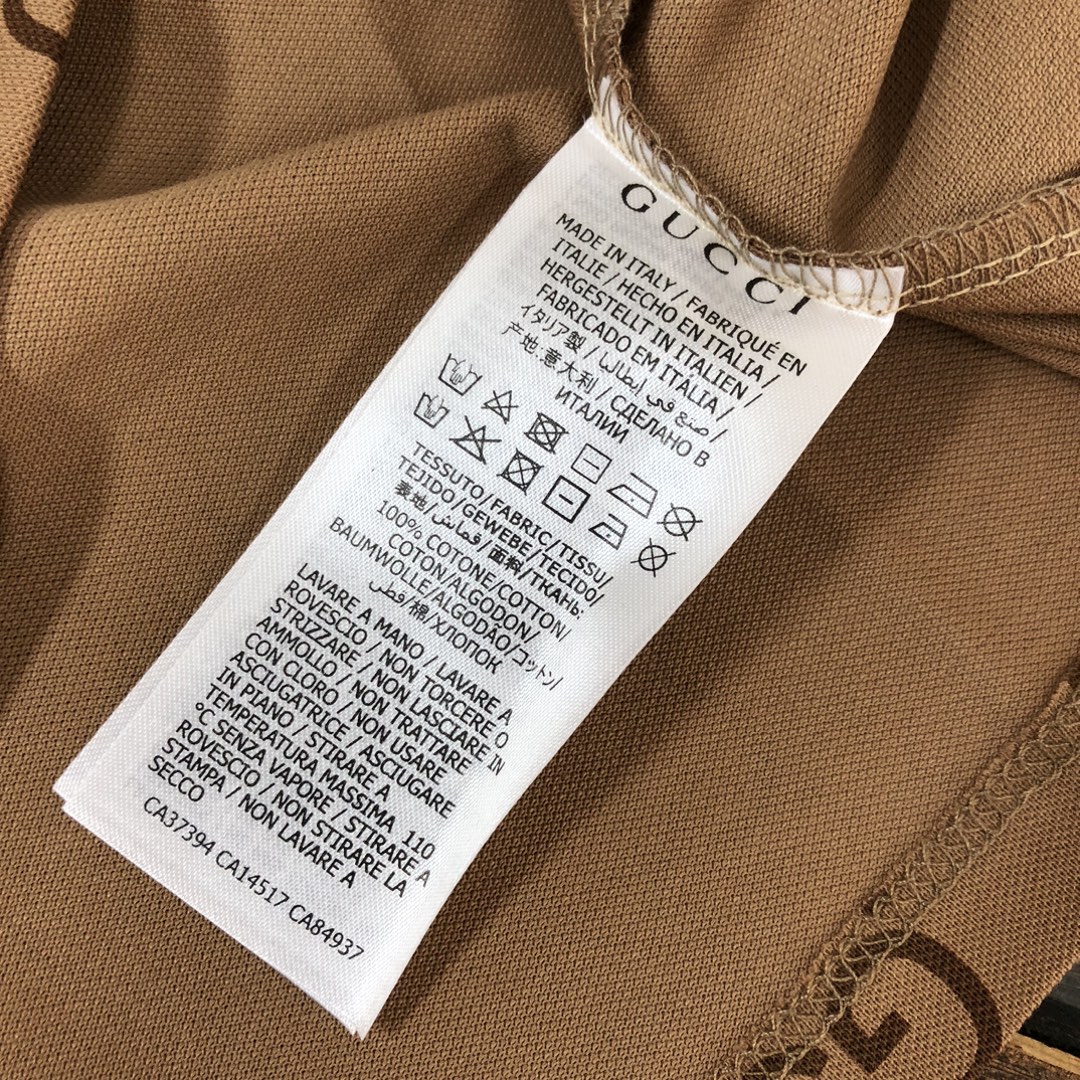 GUCCI
MADE IN ITALY / FABRIQUÉ EN
ITALIE / HECHO EN ITALIA /
HERGESTELLT IN ITALIEN /
FABRICADO EM ITALIA /
イタリア製 / صنع في إيطاليا /
产地.意大利 / СДЕЛАНО В
ИТАЛИИ
TESSUTO/FABRIC/TISSU/
TEJIDO/GEWEBE/TECIDO/
表地/قماش/面料/ТКАНЬ:
100% COTONE/COTTON/
COTON/ALGODON/
BAUMWOLLE/ALGODÃO/コットン/
قطن/棉/ХЛОПОК
LAVARE A MANO / LAVARE A
ROVESCIO / NON TORCERE O
STRIZZARE / NON LASCIARE IN
AMMOLLO / NON TRATTARE
CON CLORO / NON USARE
ASCIUGATRICE / ASCIUGARE
IN PIANO / STIRARE A
TEMPERATURA MASSIMA 110
°C SENZA VAPORE / STIRARE A
ROVESCIO / NON STIRARE LA
STAMPA / NON LAVARE A
SECCO
CA37394 CA14517 CA84937